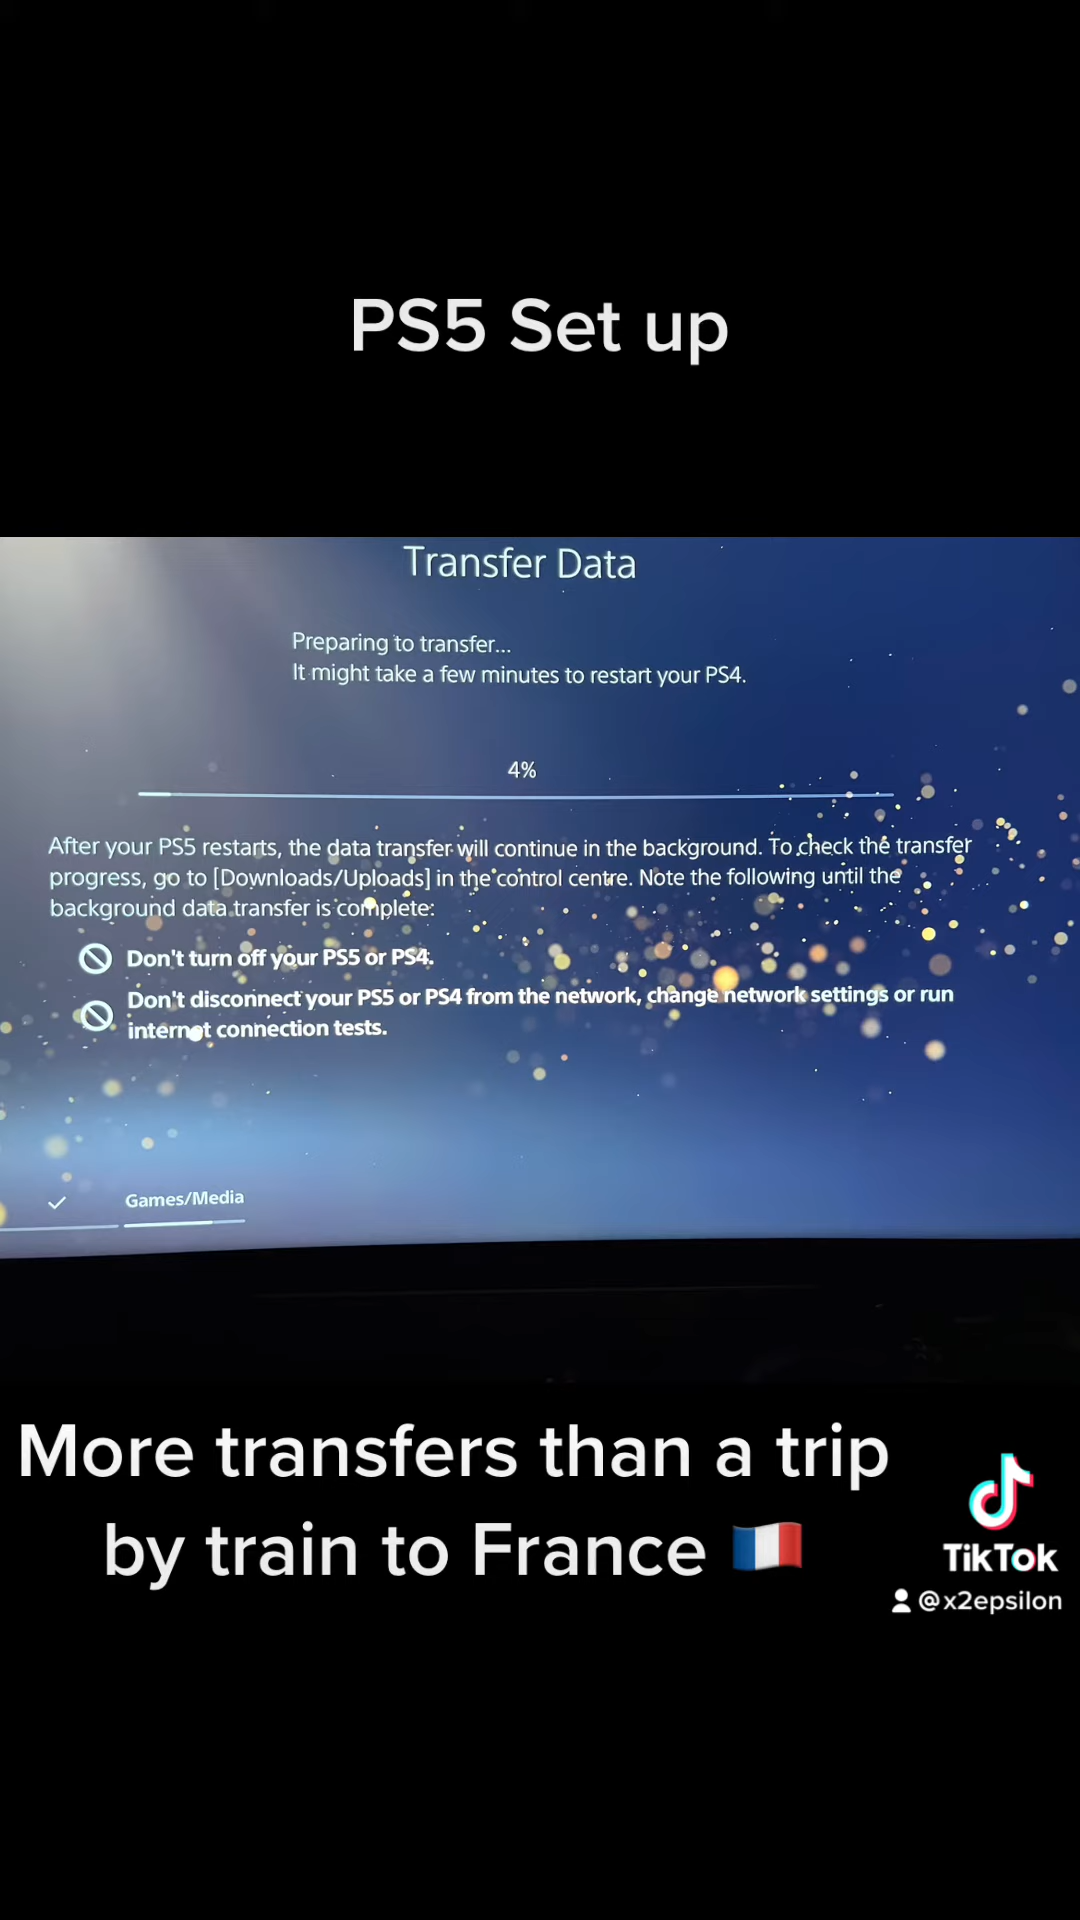 PS5 Set up
Transfer Data
Preparing to transfer...
It might take a few minutes to restart your PS4.
4%
After your PS5 restarts, the data transfer will continue in the background. To check the transfer
progress, go to [Downloads/Uploads] in the control centre. Note the following until the
background data transfer is complete:
Don't turn off your PS5 or PS4.
Don't disconnect your PS5 or PS4 from the network, change network settings or run
internet connection tests.
Games/Media
More transfers than a trip
by train to France 🇫🇷
TikTok
@x2epsilon